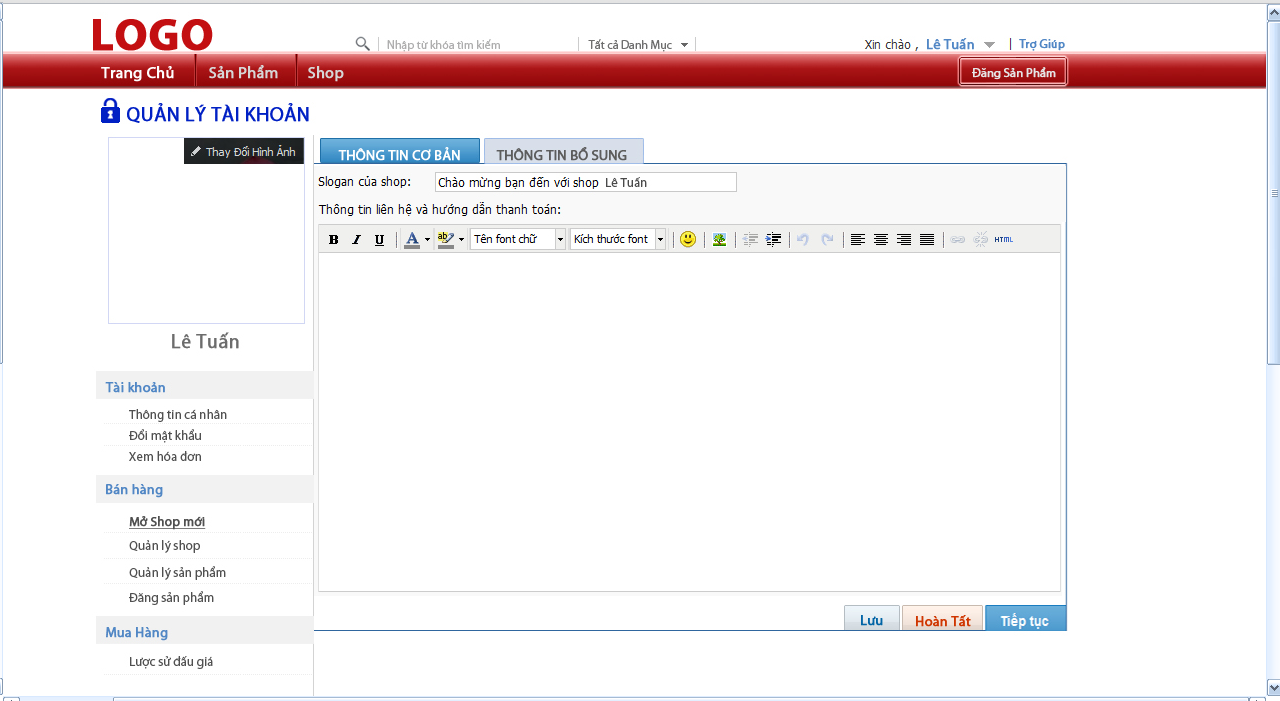 LOGO
Nhập từ khóa tìm kiếm
Tất cả Danh Mục
Xin chào , Lê Tuấn | Trợ Giúp
Trang Chủ
Sản Phẩm
Shop
Đăng Sản Phẩm
QUẢN LÝ TÀI KHOẢN
Thay Đổi Hình Ảnh
THÔNG TIN CƠ BẢN
THÔNG TIN BỔ SUNG
Slogan của shop: Chào mừng bạn đến với shop Lê Tuấn
Thông tin liên hệ và hướng dẫn thanh toán:
B I U A ab Tên font chữ Kích thước font HTML
Lê Tuấn
Tài khoản
Thông tin cá nhân
Đổi mật khẩu
Xem hóa đơn
Bán hàng
Mở Shop mới
Quản lý shop
Quản lý sản phẩm
Đăng sản phẩm
Mua Hàng
Lược sử đấu giá
Lưu
Hoàn Tất
Tiếp tục